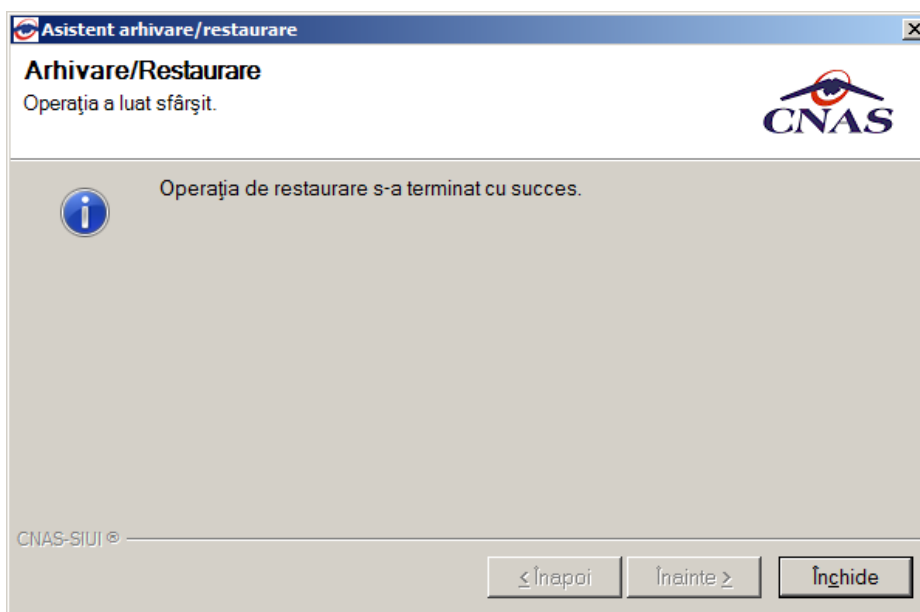 Asistent arhivare/restaurare
Arhivare/Restaurare
Operaţia a luat sfârşit.
CNAS
Operaţia de restaurare s-a terminat cu succes.
CNAS-SIUI ®
< Înapoi
Înainte >
Închide